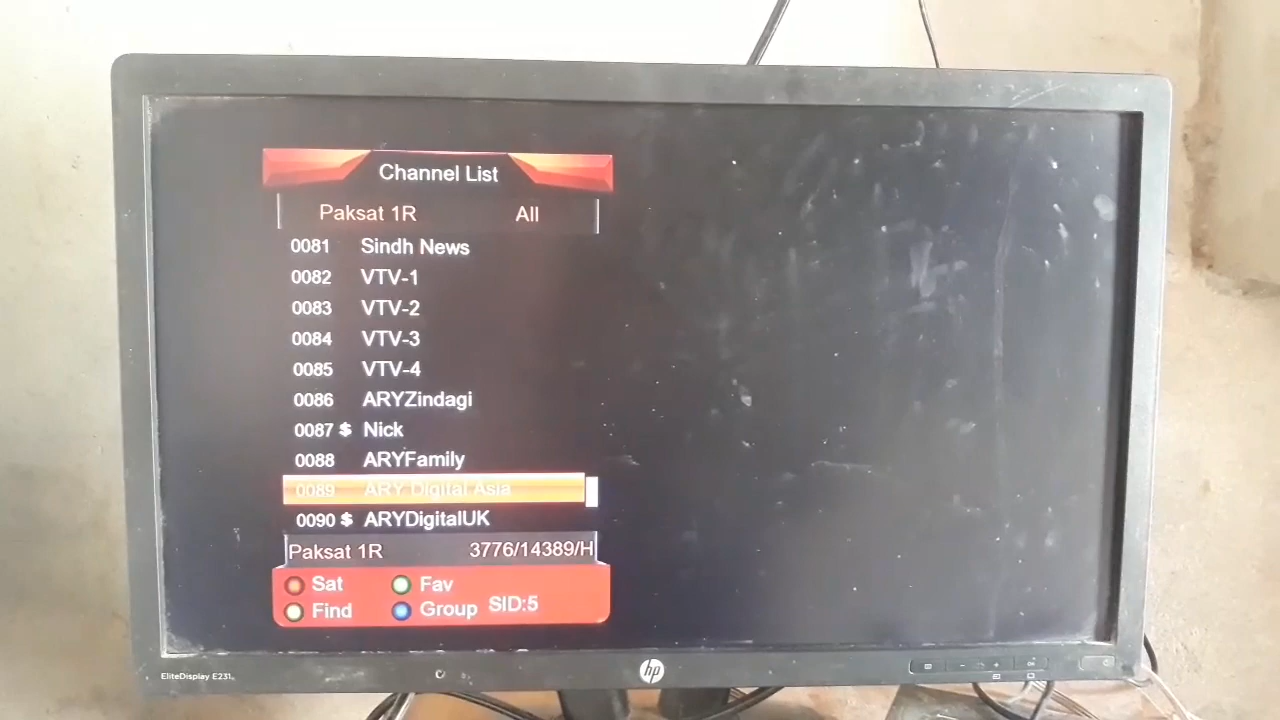 Channel List
Paksat 1R All
0081 Sindh News
0082 VTV-1
0083 VTV-2
0084 VTV-3
0085 VTV-4
0086 ARYZindagi
0087 $ Nick
0088 ARYFamily
0089 ARY Digital Asia
0090 $ ARYDigitalUK
Paksat 1R 3776/14389/H
Sat Fav
Find Group SID:5
hp
EliteDisplay E231